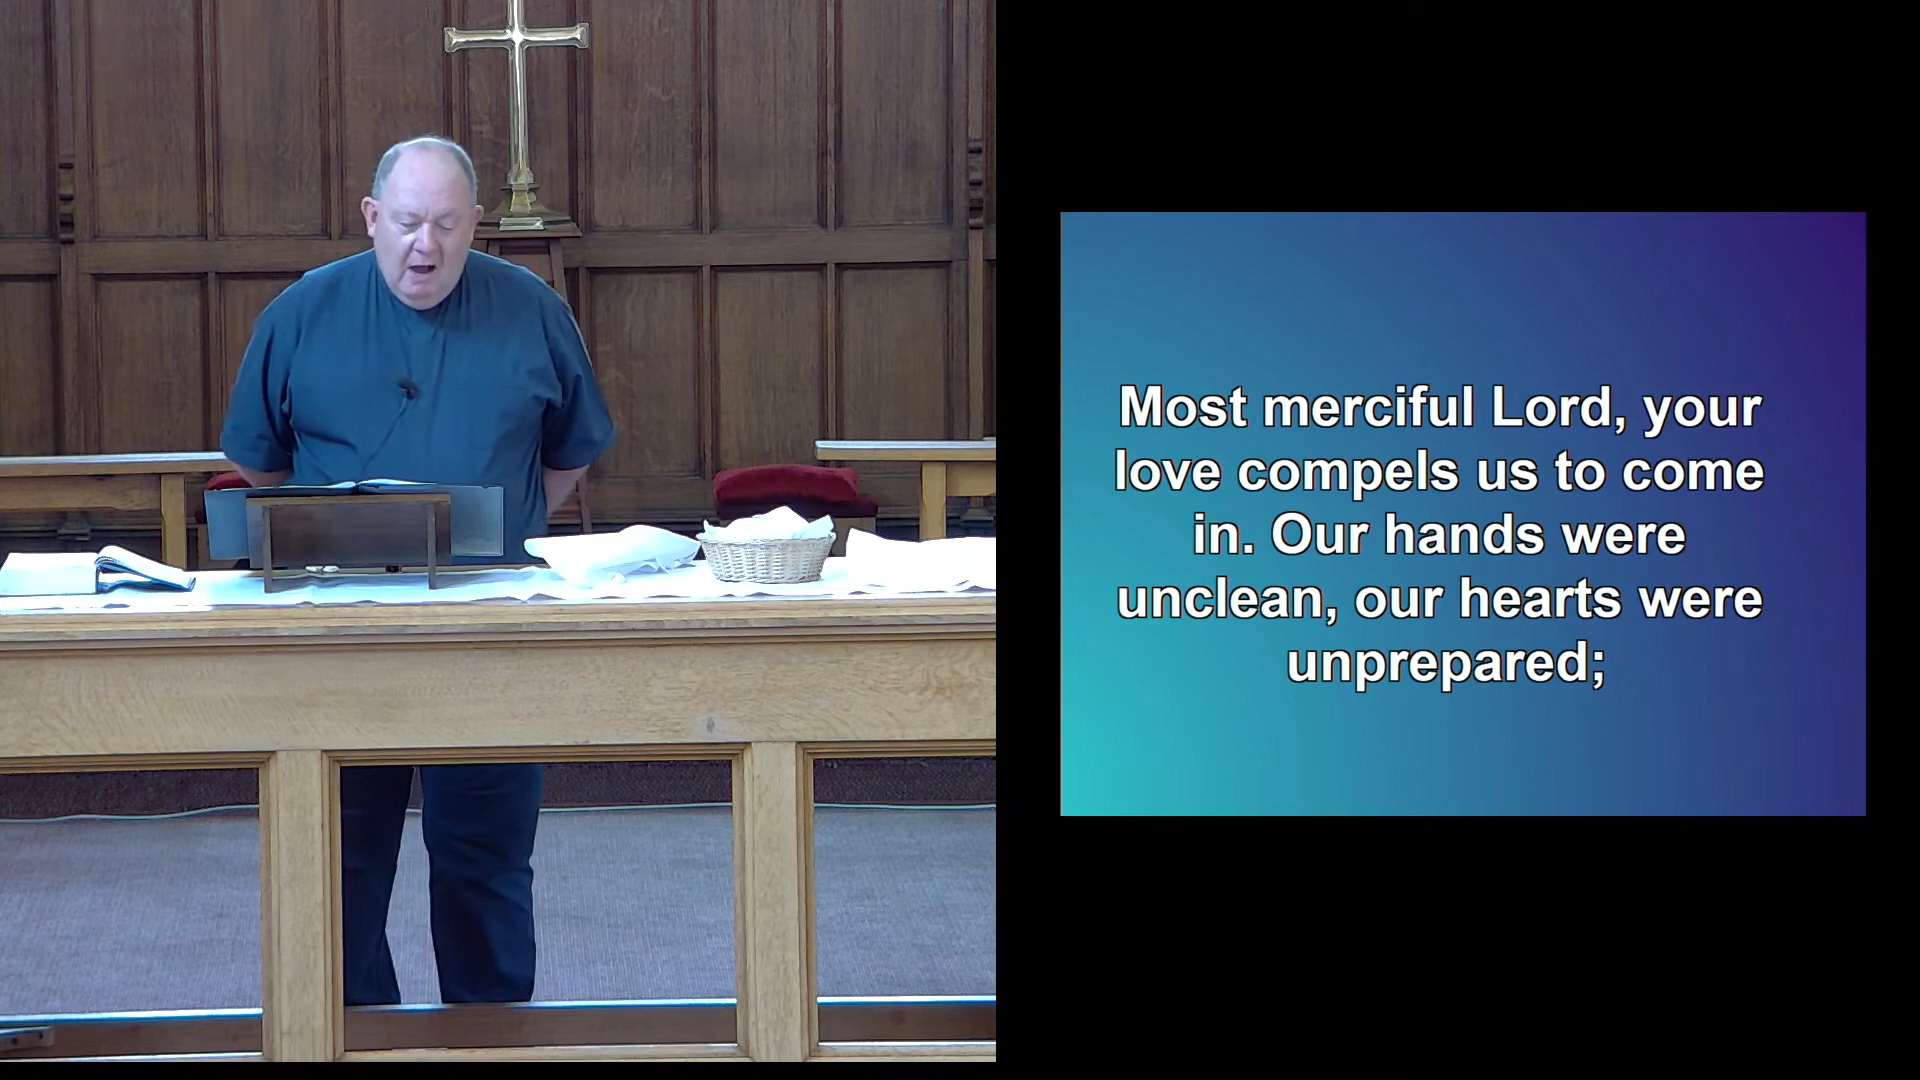 Most merciful Lord, your
love compels us to come
in. Our hands were
unclean, our hearts were
unprepared;